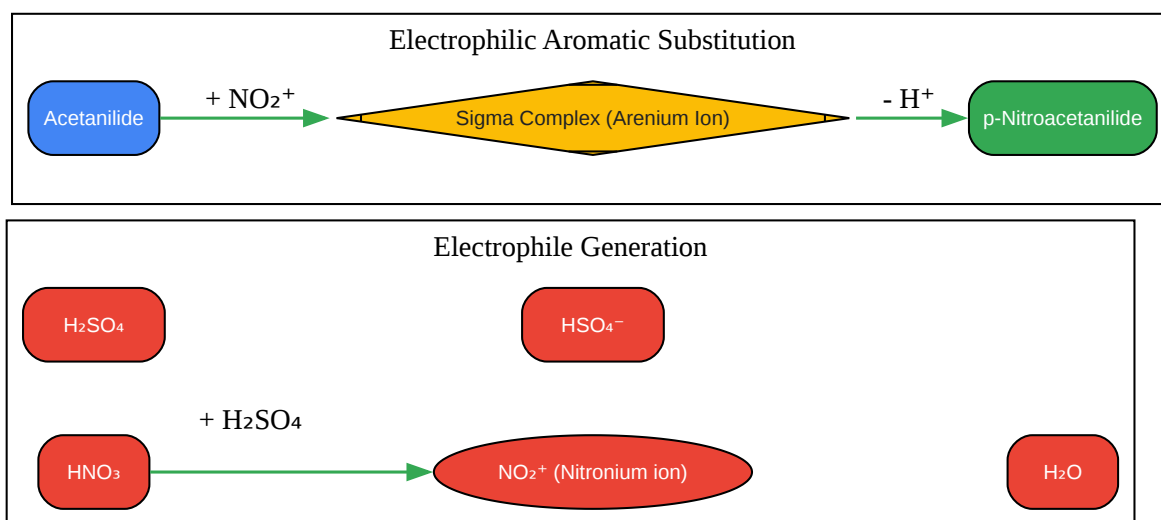 Electrophilic Aromatic Substitution
Acetanilide
+ NO₂⁺
Sigma Complex (Arenium Ion)
- H⁺
p-Nitroacetanilide
Electrophile Generation
H₂SO₄
HSO₄⁻
HNO₃
+ H₂SO₄
NO₂⁺ (Nitronium ion)
H₂O